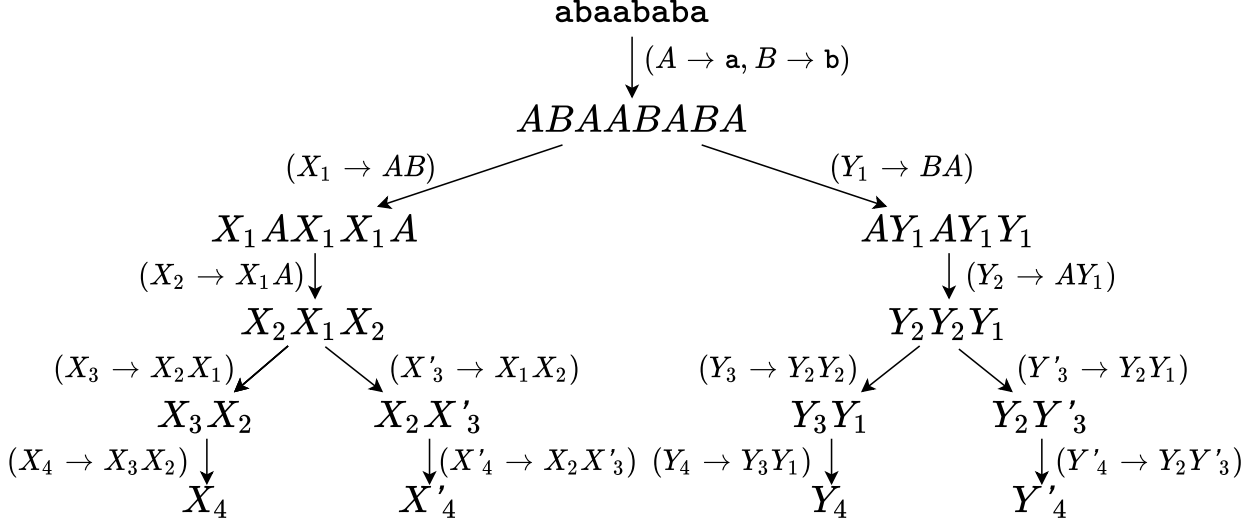 abaababa
(A → a, B → b)
ABAABABA
(X₁ → AB) (Y₁ → BA)
X₁AX₁X₁A AY₁AY₁Y₁
(X₂ → X₁A) (Y₂ → AY₁)
X₂X₁X₂ Y₂Y₂Y₁
(X₃ → X₂X₁) (X'₃ → X₁X₂) (Y₃ → Y₂Y₂) (Y'₃ → Y₂Y₁)
X₃X₂ X₂X'₃ Y₃Y₁ Y₂Y'₃
(X₄ → X₃X₂) (X'₄ → X₂X'₃) (Y₄ → Y₃Y₁) (Y'₄ → Y₂Y'₃)
X₄ X'₄ Y₄ Y'₄